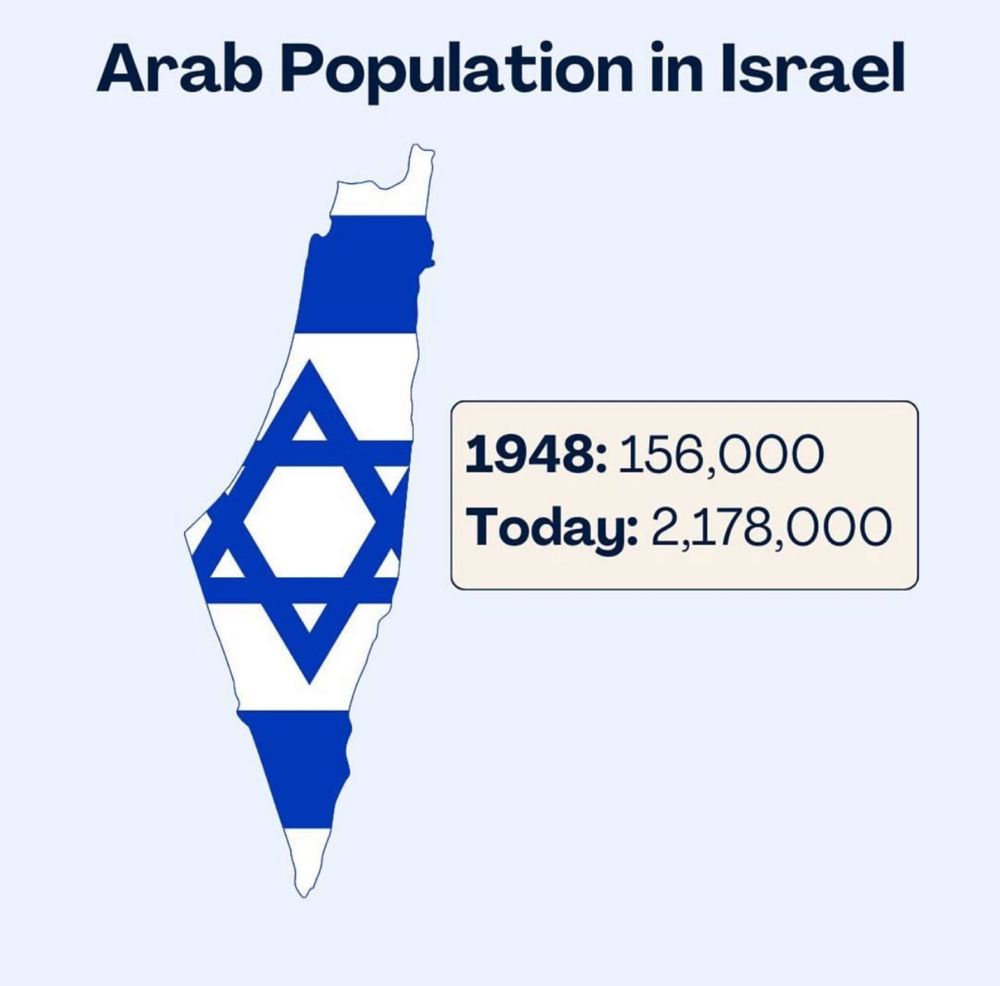 Arab Population in Israel
1948: 156,000
Today: 2,178,000